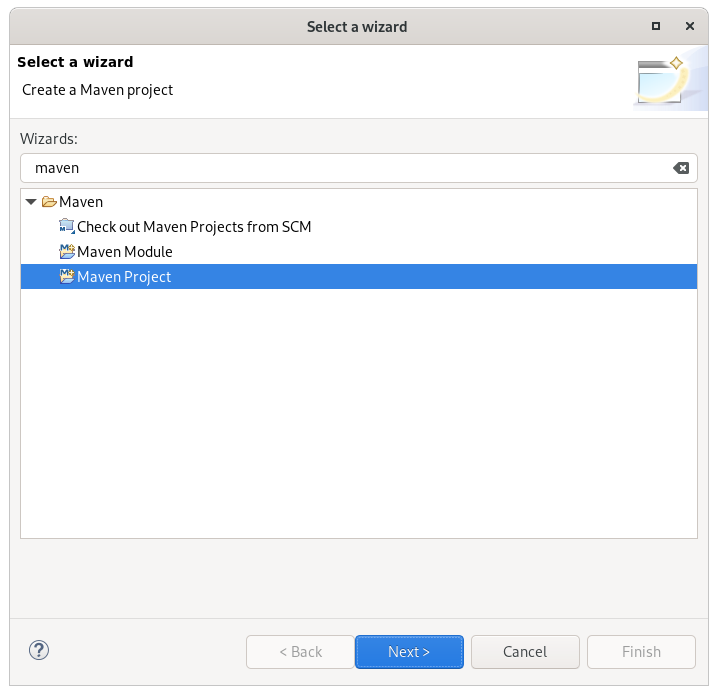 Select a wizard
Select a wizard
Create a Maven project
Wizards:
maven
Maven
Check out Maven Projects from SCM
Maven Module
Maven Project
?
< Back Next > Cancel Finish